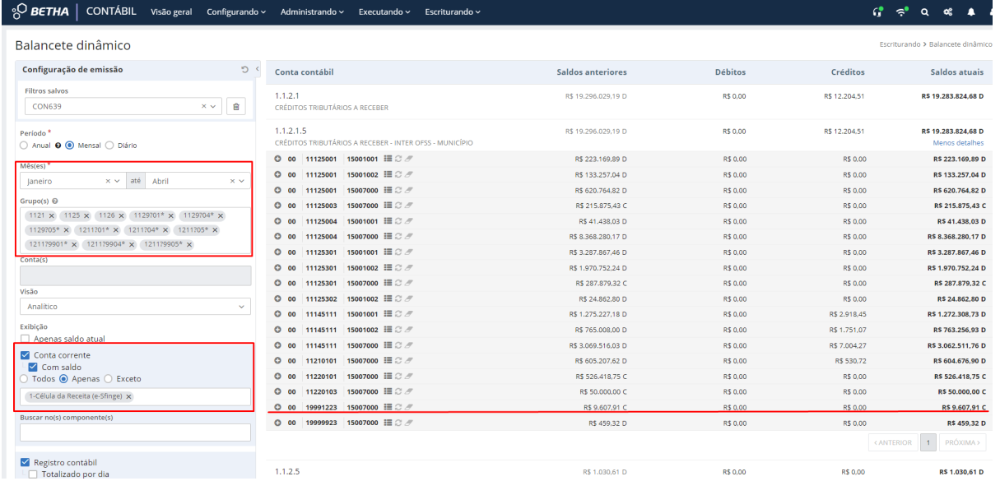 BETHA CONTÁBIL Visão geral Configurando Administrando Executando Escriturando
Balancete dinâmico
Escriturando > Balancete dinâmico
Configuração de emissão
Filtros salvos
CON639
Período *
Anual Mensal Diário
Mês(es) *
Janeiro até Abril
Grupo(s)
1121 1125 1126 1129?01* 1129?04*
1129?05* 1211?01* 1211?04* 1211?05*
1211?9901* 1211?9904* 1211?9905*
Conta(s)
Visão
Analítico
Exibição
Apenas saldo atual
Conta corrente
Com saldo
Todos Apenas Exceto
1-Célula da Receita (e-Sfinge)
Buscar no(s) componente(s)
Registro contábil
Totalizado por dia
Conta contábil Saldos anteriores Débitos Créditos Saldos atuais
1.1.2.1 R$ 19.296.029,19 D R$ 0,00 R$ 12.204,51 R$ 19.283.824,68 D
CRÉDITOS TRIBUTÁRIOS A RECEBER
1.1.2.1.5 R$ 19.296.029,19 D R$ 0,00 R$ 12.204,51 R$ 19.283.824,68 D
CRÉDITOS TRIBUTÁRIOS A RECEBER - INTER OFSS - MUNICÍPIO Menos detalhes
00 11125001 15001001 R$ 223.169,89 D R$ 0,00 R$ 0,00 R$ 223.169,89 D
00 11125001 15001002 R$ 133.257,04 D R$ 0,00 R$ 0,00 R$ 133.257,04 D
00 11125001 15007000 R$ 620.764,82 D R$ 0,00 R$ 0,00 R$ 620.764,82 D
00 11125003 15007000 R$ 215.875,43 C R$ 0,00 R$ 0,00 R$ 215.875,43 C
00 11125004 15001001 R$ 41.438,03 D R$ 0,00 R$ 0,00 R$ 41.438,03 D
00 11125004 15007000 R$ 8.368.280,17 D R$ 0,00 R$ 0,00 R$ 8.368.280,17 D
00 11125301 15001001 R$ 3.287.867,46 D R$ 0,00 R$ 0,00 R$ 3.287.867,46 D
00 11125301 15001002 R$ 1.970.752,24 D R$ 0,00 R$ 0,00 R$ 1.970.752,24 D
00 11125301 15007000 R$ 287.879,32 C R$ 0,00 R$ 0,00 R$ 287.879,32 C
00 11125302 15001002 R$ 24.862,80 D R$ 0,00 R$ 0,00 R$ 24.862,80 D
00 11145111 15001001 R$ 1.275.227,18 D R$ 0,00 R$ 2.918,45 R$ 1.272.308,73 D
00 11145111 15001002 R$ 765.008,00 D R$ 0,00 R$ 1.751,07 R$ 763.256,93 D
00 11145111 15007000 R$ 3.069.516,03 D R$ 0,00 R$ 7.004,27 R$ 3.062.511,76 D
00 11210101 15007000 R$ 605.207,62 D R$ 0,00 R$ 530,72 R$ 604.676,90 D
00 11220101 15007000 R$ 526.418,75 C R$ 0,00 R$ 0,00 R$ 526.418,75 C
00 11220103 15007000 R$ 50.000,00 C R$ 0,00 R$ 0,00 R$ 50.000,00 C
00 19991223 15007000 R$ 9.607,91 C R$ 0,00 R$ 0,00 R$ 9.607,91 C
00 19999923 15007000 R$ 459,32 D R$ 0,00 R$ 0,00 R$ 459,32 D
< ANTERIOR 1 PRÓXIMA >
1.1.2.5 R$ 1.030,61 D R$ 0,00 R$ 0,00 R$ 1.030,61 D